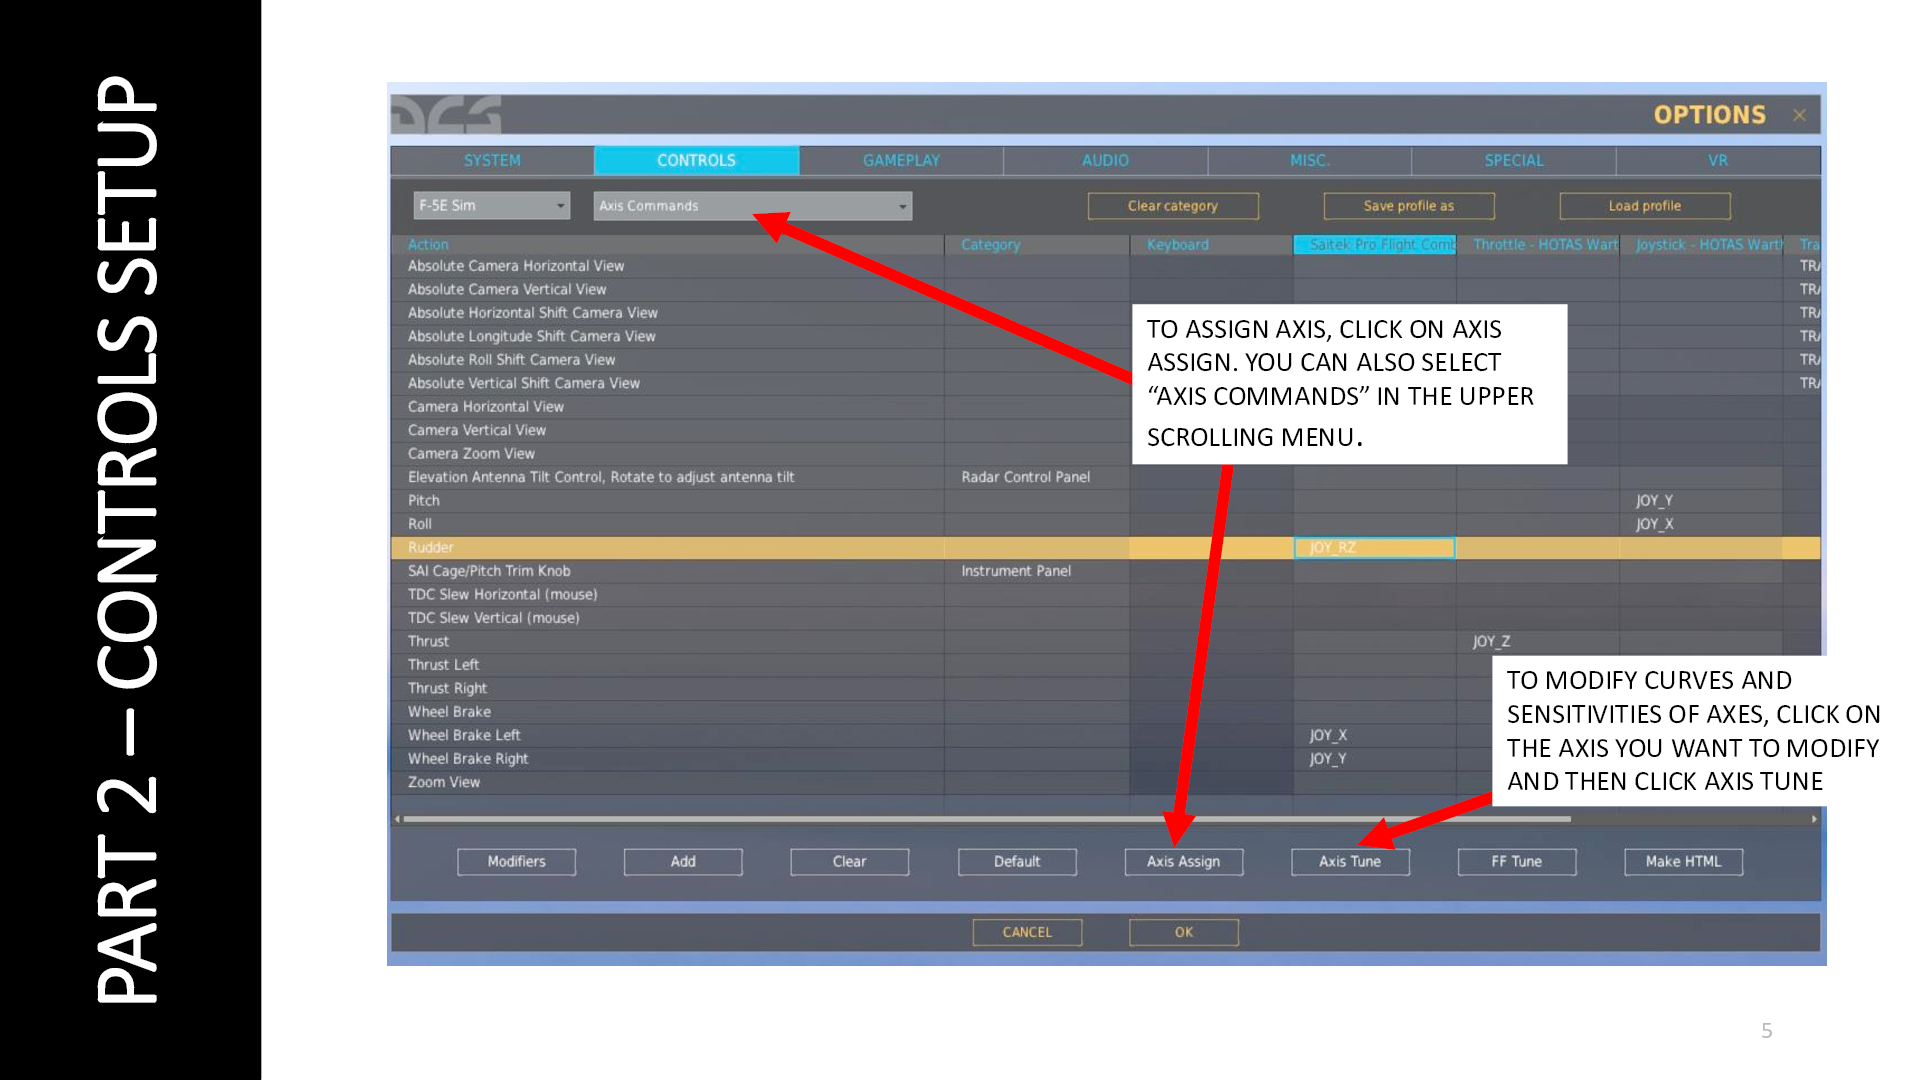 PART 2 – CONTROLS SETUP
DCS
OPTIONS
SYSTEM CONTROLS GAMEPLAY AUDIO MISC. SPECIAL VR
F-5E Sim Axis Commands Clear category Save profile as Load profile
Action Category Keyboard Saitek Pro Flight Comb Throttle - HOTAS Wart Joystick - HOTAS Warth Tra
Absolute Camera Horizontal View TRA
Absolute Camera Vertical View TRA
Absolute Horizontal Shift Camera View TRA
Absolute Longitude Shift Camera View TRA
Absolute Roll Shift Camera View TRA
Absolute Vertical Shift Camera View TRA
Camera Horizontal View
Camera Vertical View
Camera Zoom View
TO ASSIGN AXIS, CLICK ON AXIS
ASSIGN. YOU CAN ALSO SELECT
“AXIS COMMANDS” IN THE UPPER
SCROLLING MENU.
Elevation Antenna Tilt Control, Rotate to adjust antenna tilt Radar Control Panel
Pitch JOY_Y
Roll JOY_X
Rudder JOY_RZ
SAI Cage/Pitch Trim Knob Instrument Panel
TDC Slew Horizontal (mouse)
TDC Slew Vertical (mouse)
Thrust JOY_Z
Thrust Left
Thrust Right
Wheel Brake
Wheel Brake Left JOY_X
Wheel Brake Right JOY_Y
Zoom View
TO MODIFY CURVES AND
SENSITIVITIES OF AXES, CLICK ON
THE AXIS YOU WANT TO MODIFY
AND THEN CLICK AXIS TUNE
Modifiers Add Clear Default Axis Assign Axis Tune FF Tune Make HTML
CANCEL OK
5